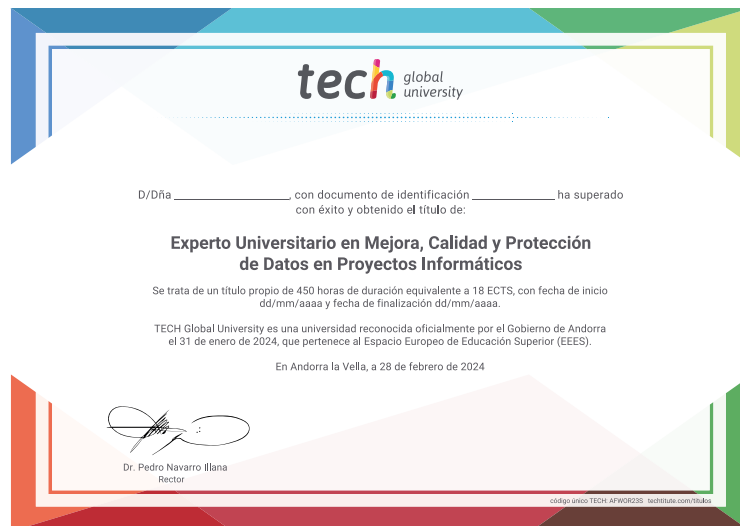 tech global
university
D/Dña ______________, con documento de identificación __________ ha superado
con éxito y obtenido el título de:
Experto Universitario en Mejora, Calidad y Protección
de Datos en Proyectos Informáticos
Se trata de un título propio de 450 horas de duración equivalente a 18 ECTS, con fecha de inicio
dd/mm/aaaa y fecha de finalización dd/mm/aaaa.
TECH Global University es una universidad reconocida oficialmente por el Gobierno de Andorra
el 31 de enero de 2024, que pertenece al Espacio Europeo de Educación Superior (EEES).
En Andorra la Vella, a 28 de febrero de 2024
Dr. Pedro Navarro Illana
Rector
código único TECH: AFWOR23S techtitute.com/titulos